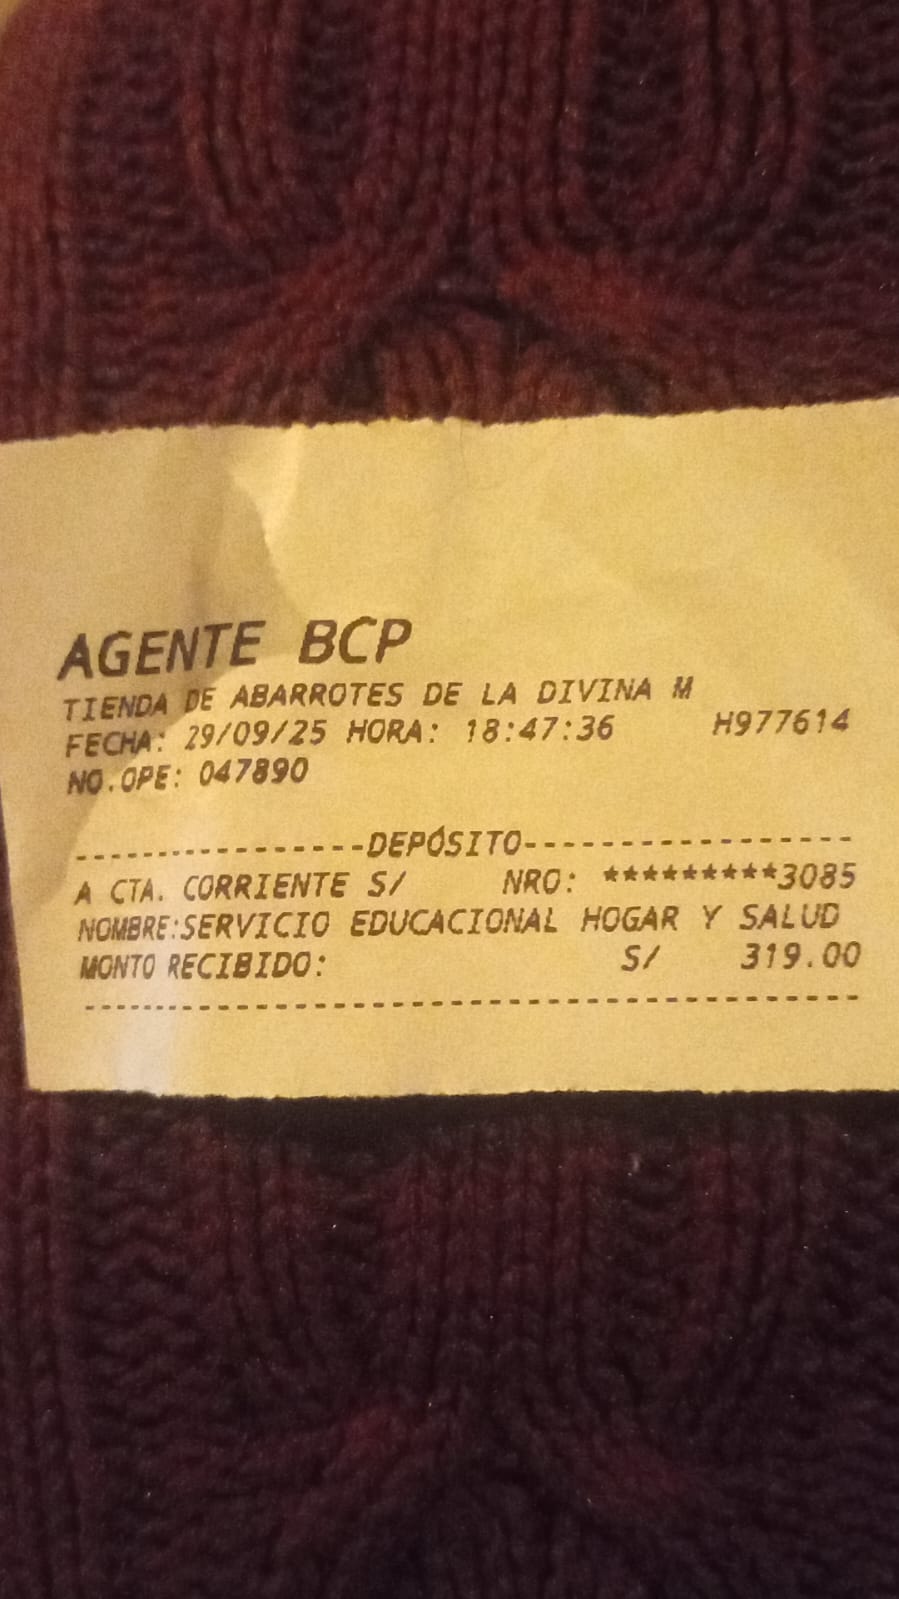 AGENTE BCP
TIENDA DE ABARROTES DE LA DIVINA M
FECHA: 29/09/25 HORA: 18:47:36 H977614
NO.OPE: 047890
-----------------DEPÓSITO-----------------
A CTA. CORRIENTE S/ NRO: *********3085
NOMBRE:SERVICIO EDUCACIONAL HOGAR Y SALUD
MONTO RECIBIDO: S/ 319.00